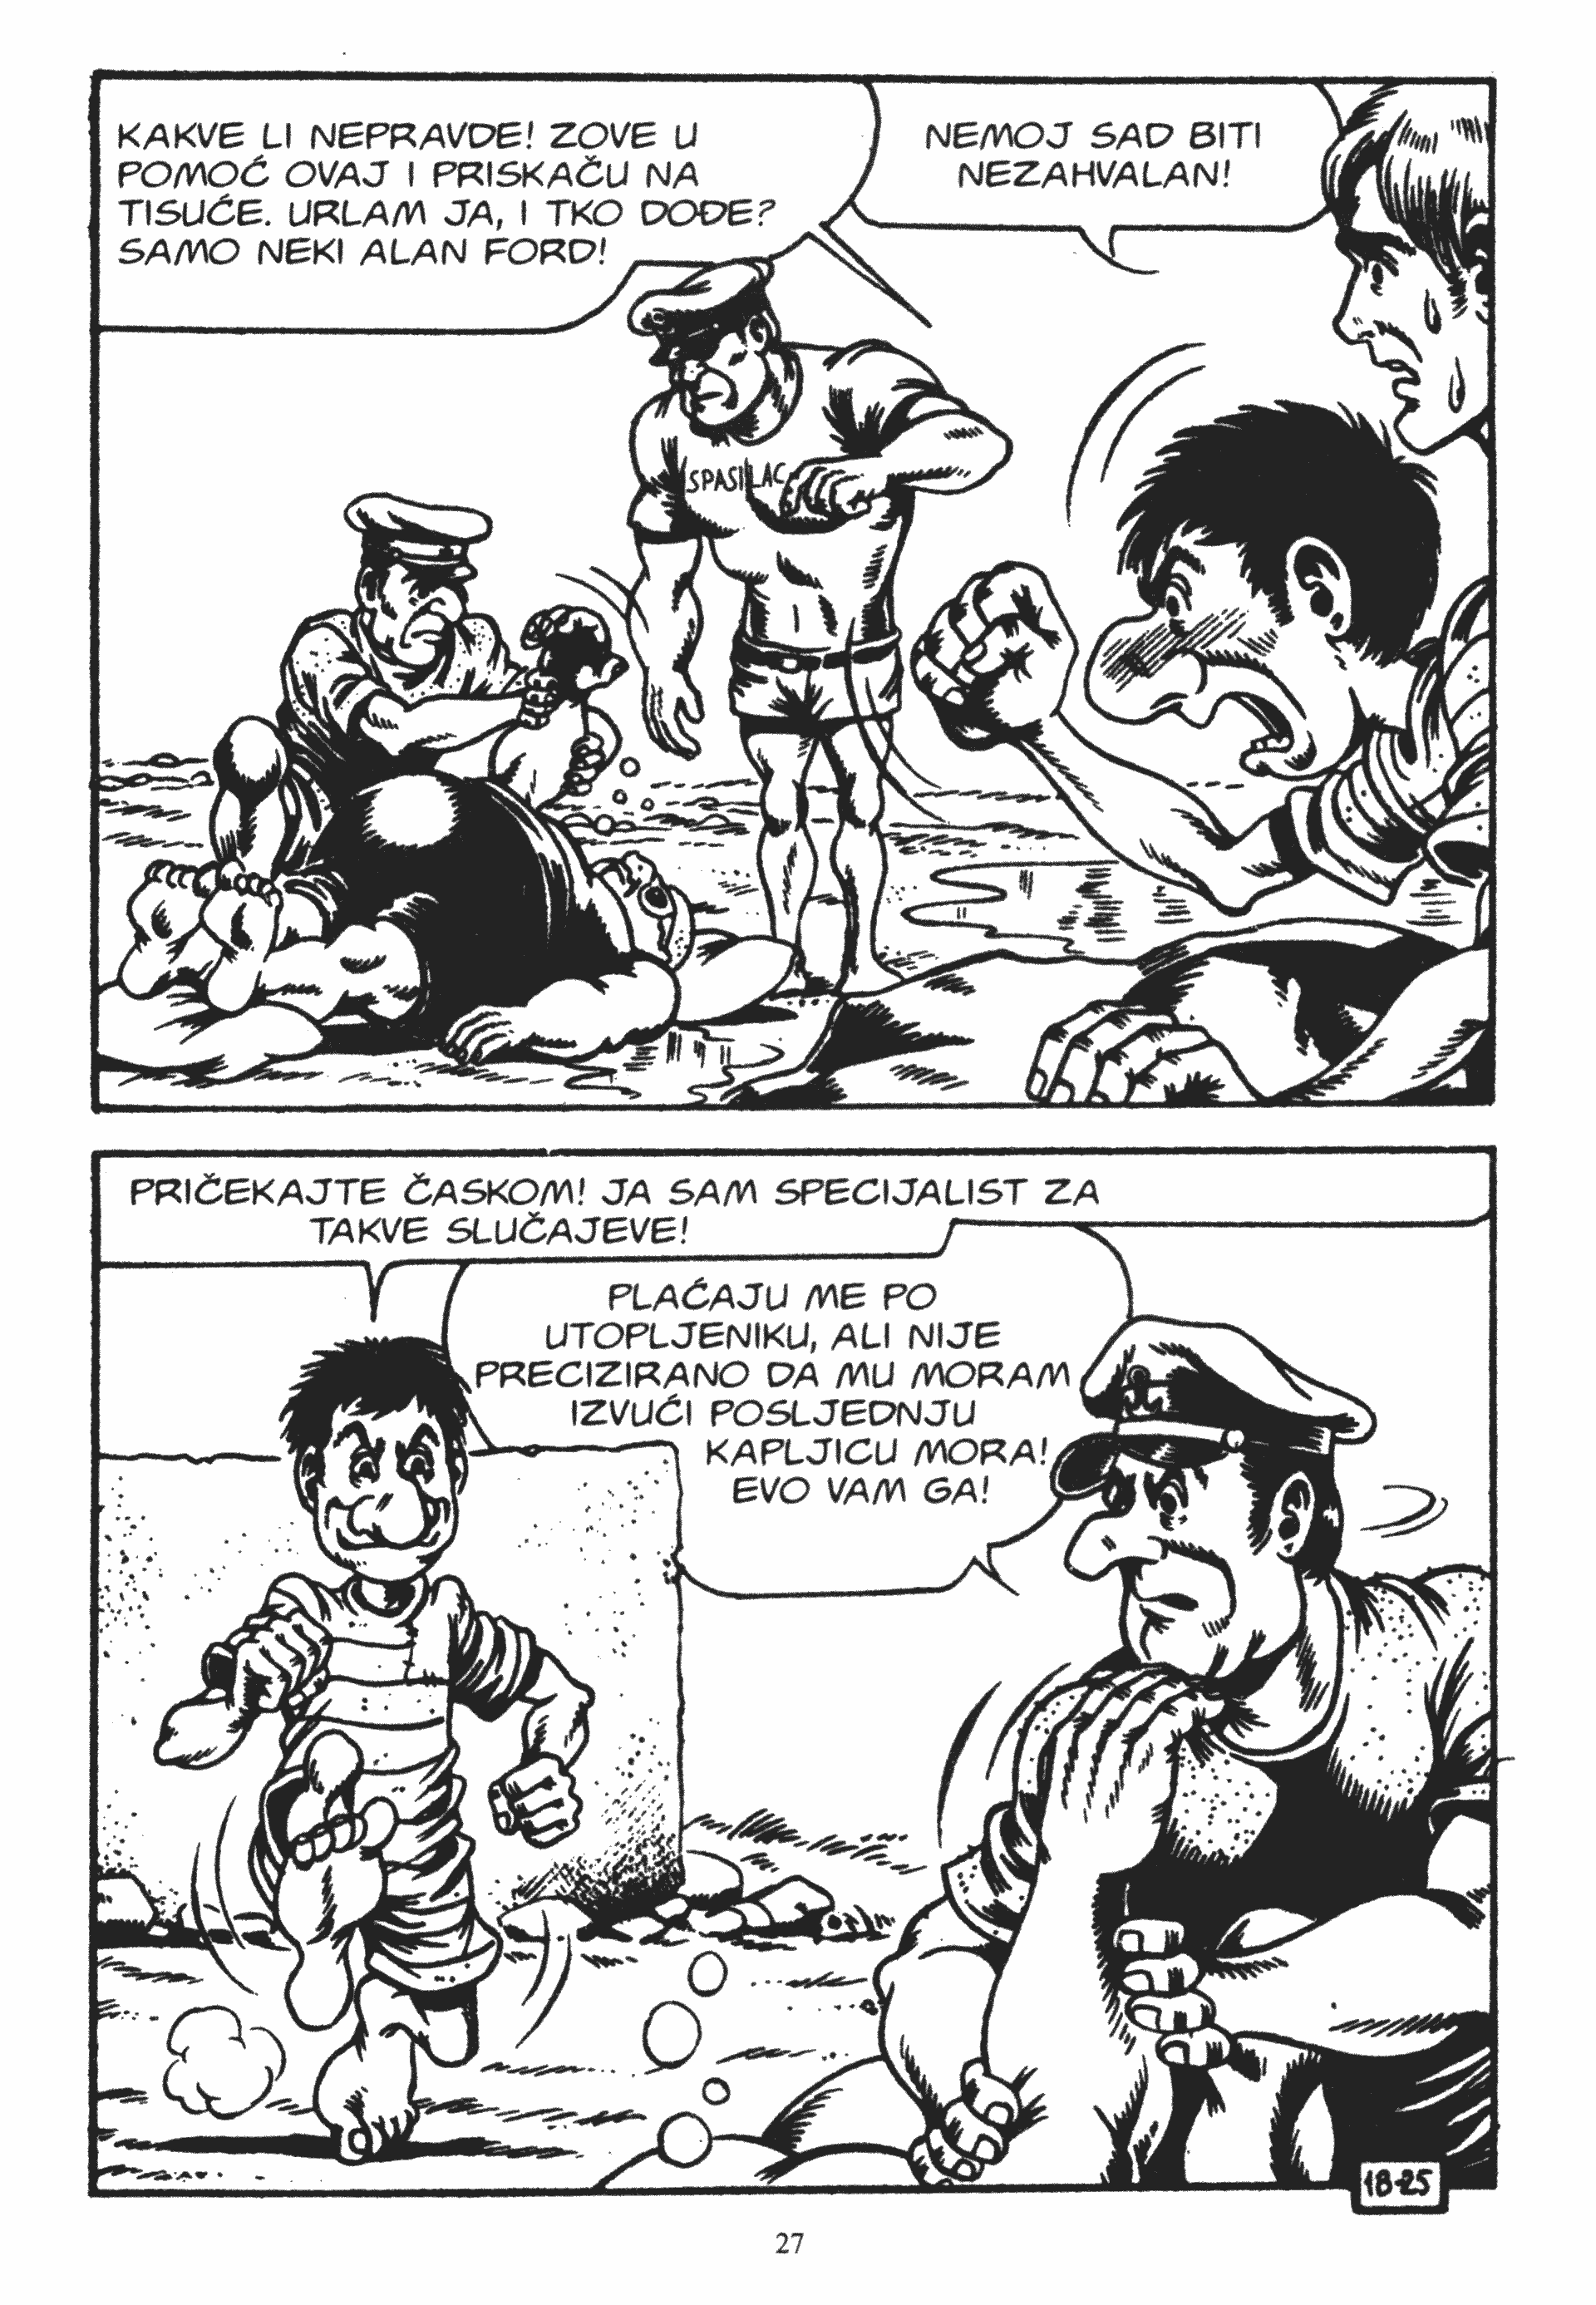 KAKVE LI NEPRAVDE! ZOVE U
POMOĆ OVAJ I PRISKAČU NA
TISUĆE. URLAM JA, I TKO DOĐE?
SAMO NEKI ALAN FORD!
NEMOJ SAD BITI
NEZAHVALAN!
SPASILAC
PRIČEKAJTE ČASKOM! JA SAM SPECIJALIST ZA
TAKVE SLUČAJEVE!
PLAĆAJU ME PO
UTOPLJENIKU, ALI NIJE
PRECIZIRANO DA MU MORAM
IZVUĆI POSLJEDNJU
KAPLJICU MORA!
EVO VAM GA!
18-25
27